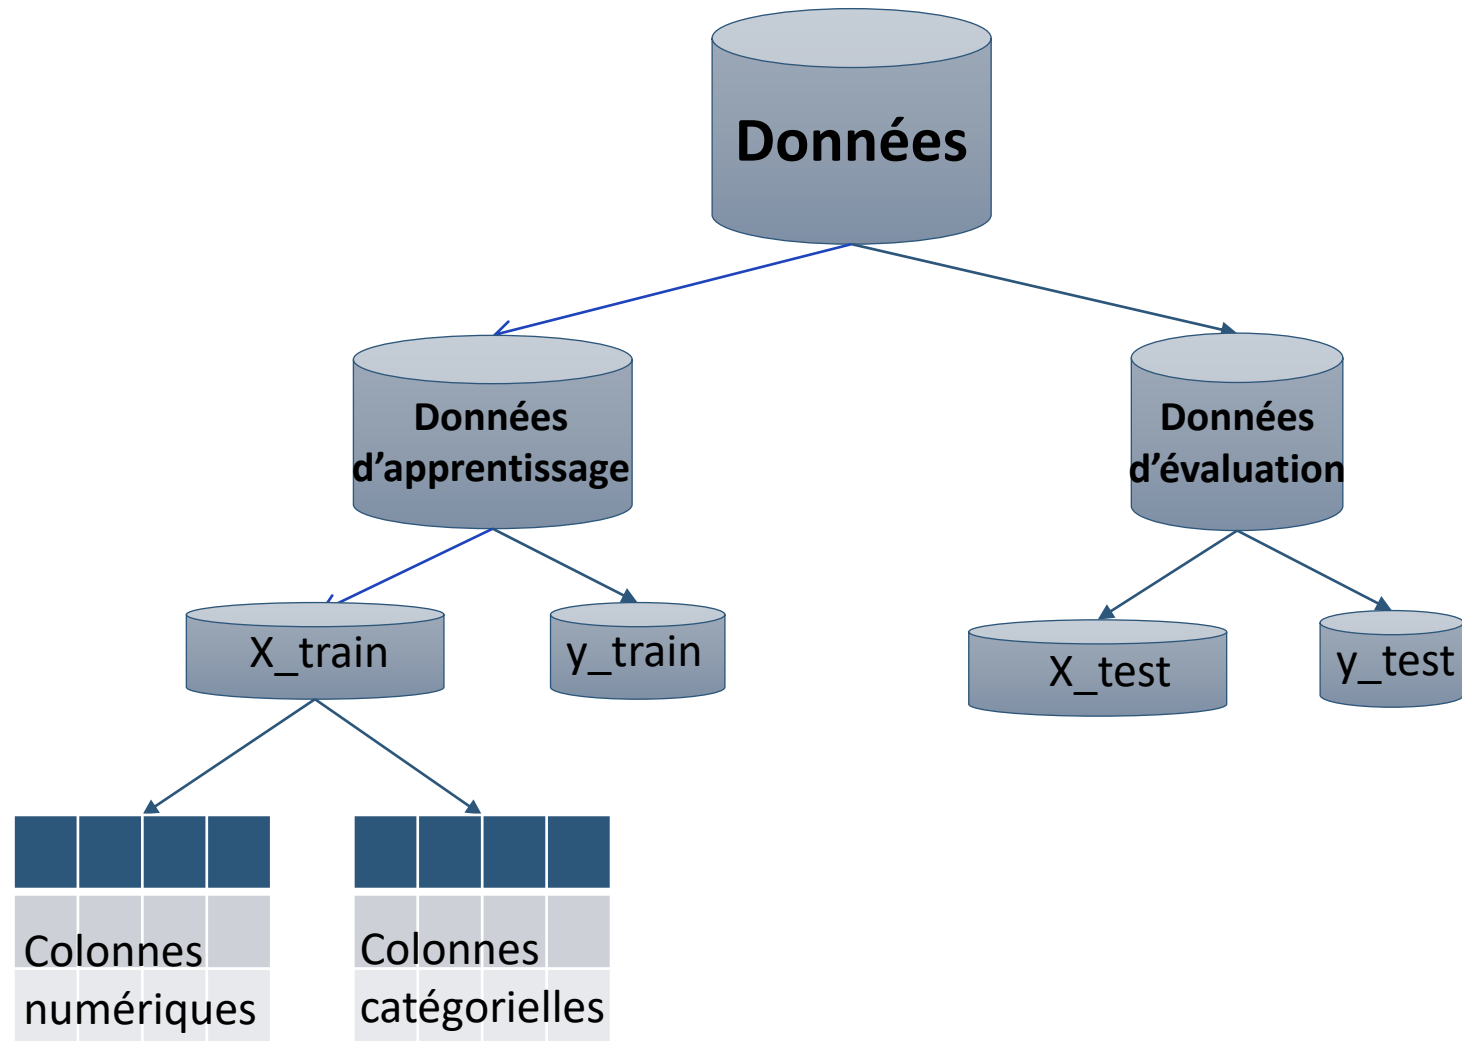 Données
Données
d’apprentissage
Données
d’évaluation
X_train
y_train
X_test
y_test
Colonnes
numériques
Colonnes
catégorielles